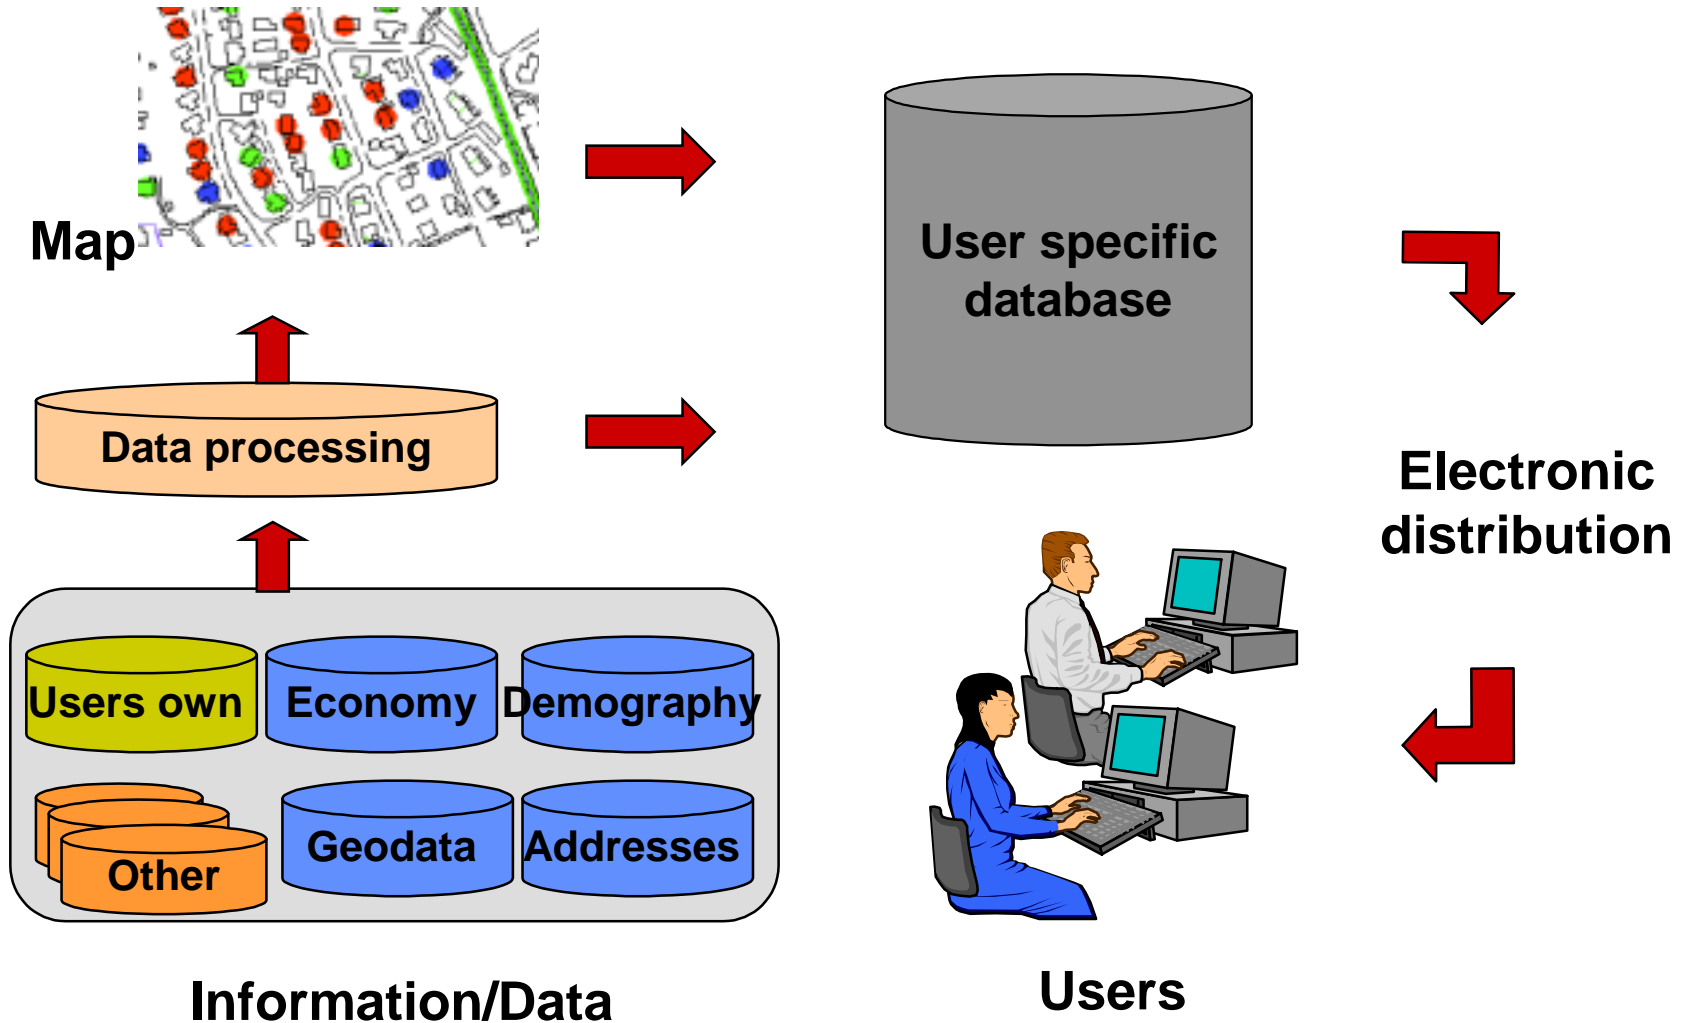 Map
User specific
database
Data processing
Electronic
distribution
Users own
Economy
Demography
Other
Geodata
Addresses
Information/Data
Users